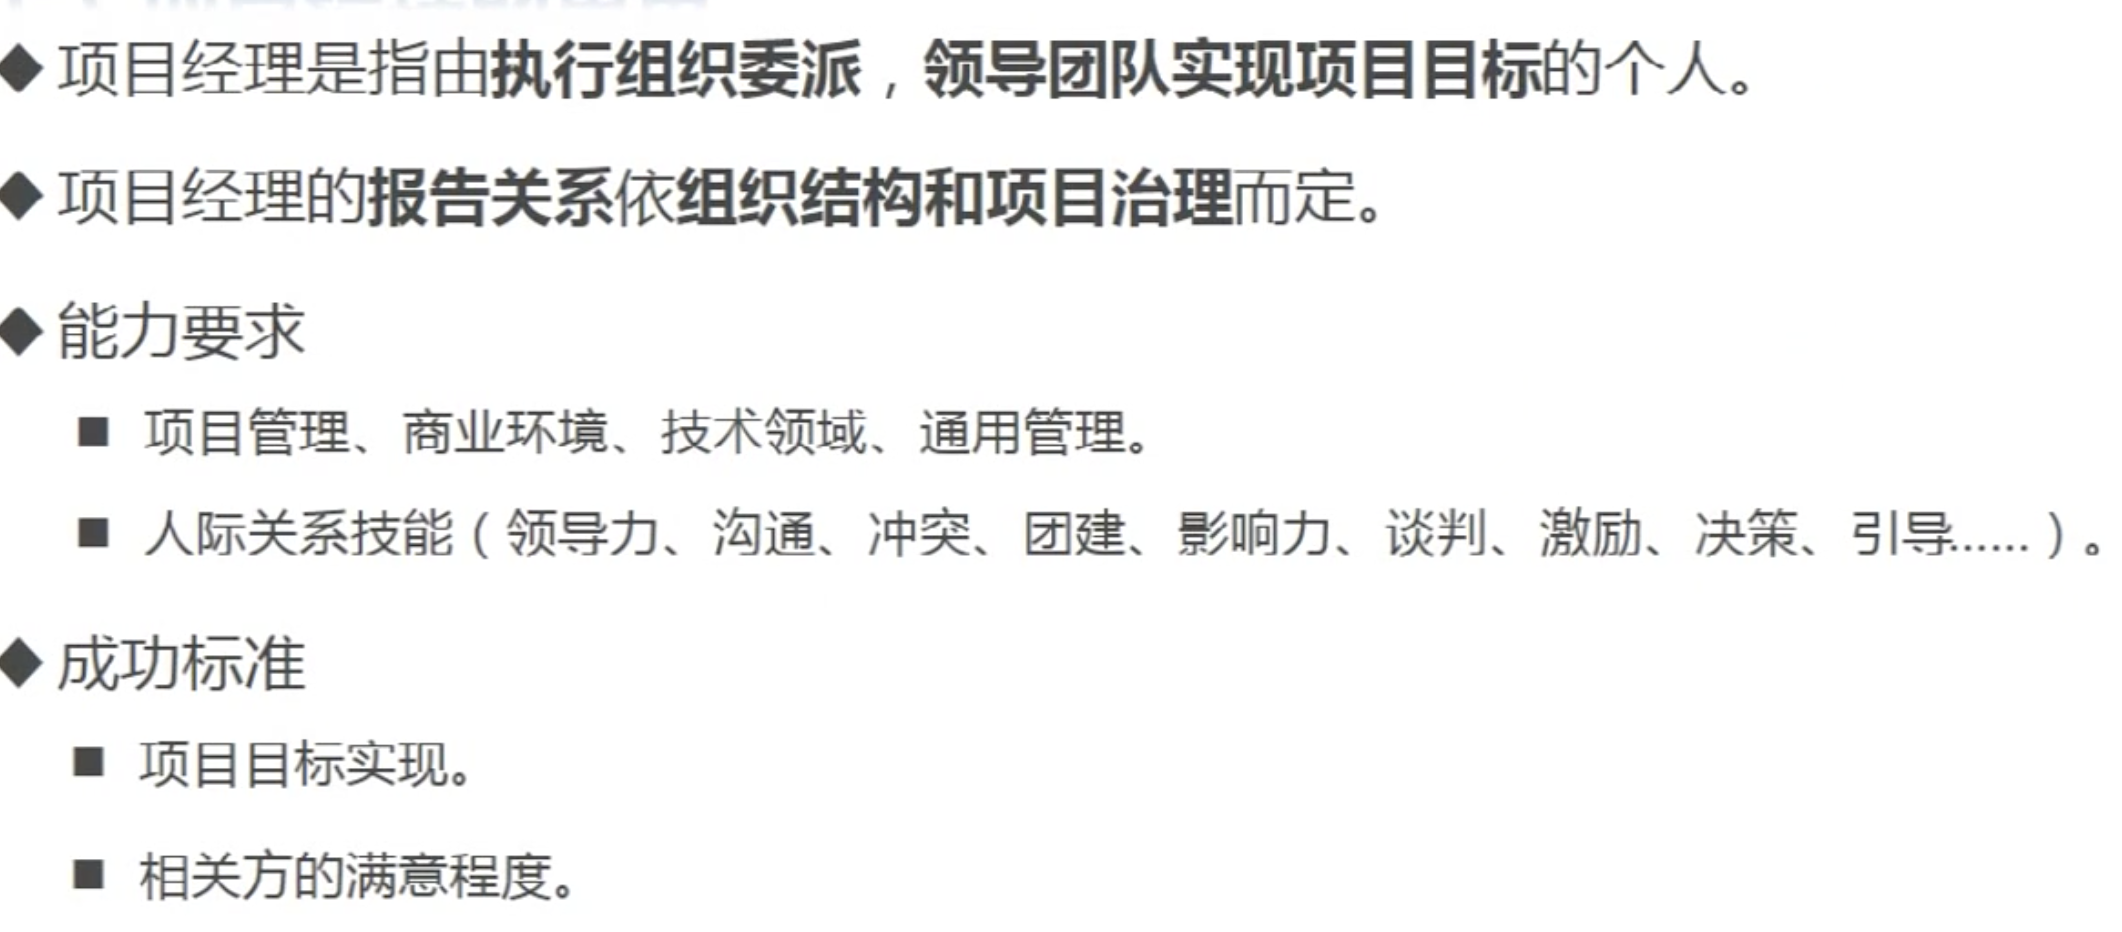 ◆项目经理是指由执行组织委派，领导团队实现项目目标的个人。
◆项目经理的报告关系依组织结构和项目治理而定。
◆能力要求
■ 项目管理、商业环境、技术领域、通用管理。
■ 人际关系技能（领导力、沟通、冲突、团建、影响力、谈判、激励、决策、引导......）。
◆成功标准
■ 项目目标实现。
■ 相关方的满意程度。